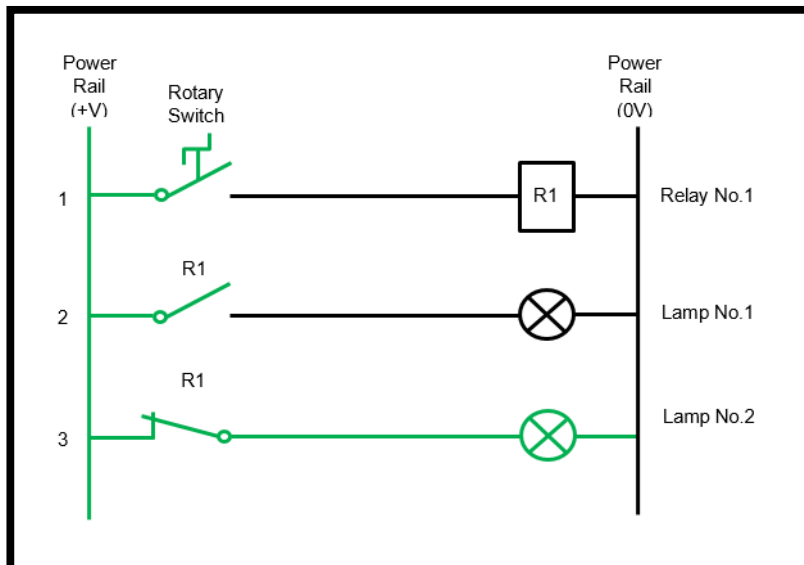 Power
Rail
(+V)
Rotary
Switch
Power
Rail
(0V)
1
R1
Relay No.1
R1
2
Lamp No.1
R1
3
Lamp No.2